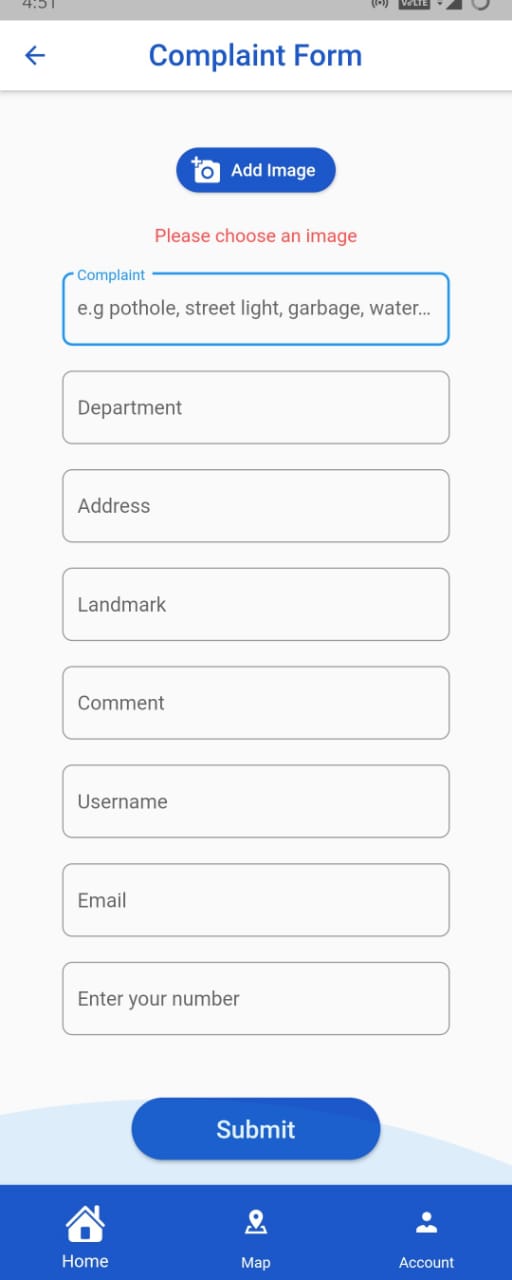 4:51
VoLTE
Complaint Form
Add Image
Please choose an image
Complaint
e.g pothole, street light, garbage, water...
Department
Address
Landmark
Comment
Username
Email
Enter your number
Submit
Home
Map
Account